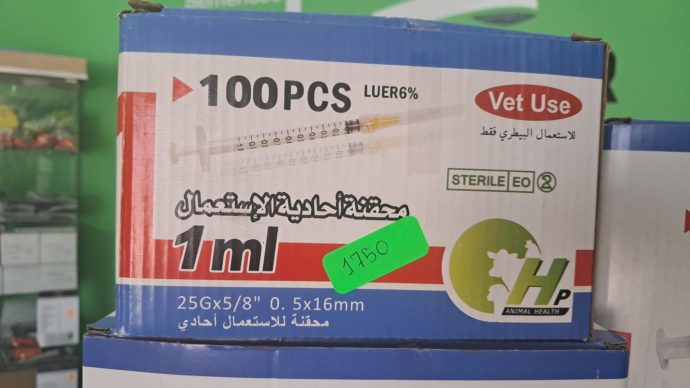 100PCS LUER6%
Vet Use
للاستعمال البيطري فقط
STERILE EO 2
محقنة أحادية الإستعمال
1ml
1750
25Gx5/8" 0. 5x16mm
محقنة للاستعمال أحادي
HP
ANIMAL HEALTH